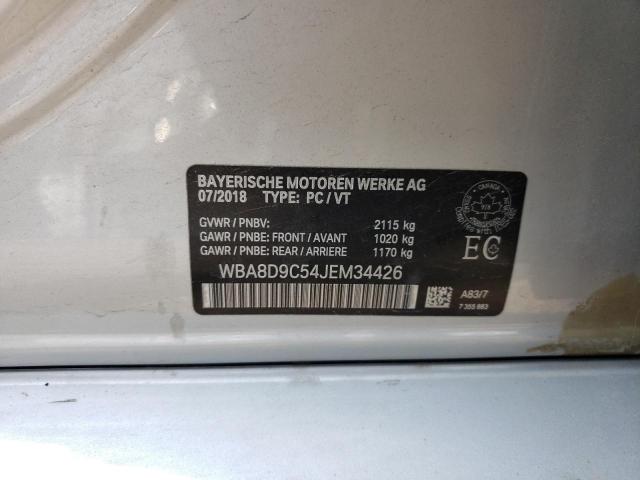 BAYERISCHE MOTOREN WERKE AG
07/2018 TYPE: PC / VT
GVWR / PNBV: 2115 kg
GAWR / PNBE: FRONT / AVANT 1020 kg
GAWR / PNBE: REAR / ARRIERE 1170 kg
WBA8D9C54JEM34426
CANADA
EC
A83/7
7 355 883